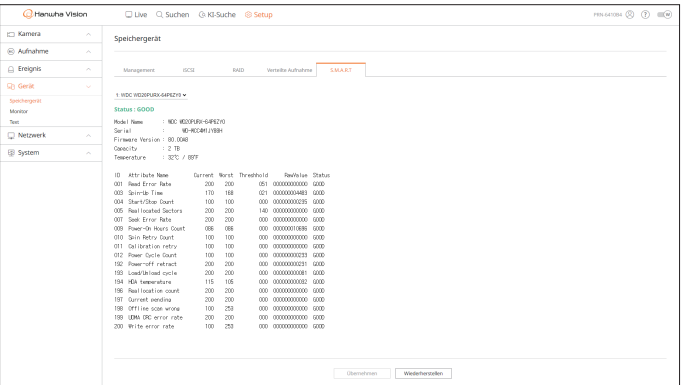 Hanwha Vision
Live
Suchen
KI-Suche
Setup
PRN-6410B4
Kamera
Aufnahme
Ereignis
Gerät
Speichergerät
Monitor
Text
Netzwerk
System
Speichergerät
Management
iSCSI
RAID
Verteilte Aufnahme
S.M.A.R.T
1: WDC WD20PURX-64P6ZY0
Status : GOOD
Model Name : WDC WD20PURX-64P6ZY0
Serial : WD-WCC4M1JY88H
Firmware Version : 80.00A8
Capacity : 2 TB
Temperature : 32℃ / 89℉
ID Attribute Name Current Worst Threshold RawValue Status
001 Read Error Rate 200 200 051 000000000000 GOOD
003 Spin-Up Time 170 168 021 000000004483 GOOD
004 Start/Stop Count 100 100 000 000000000235 GOOD
005 Reallocated Sectors 200 200 140 000000000000 GOOD
007 Seek Error Rate 200 200 000 000000000000 GOOD
009 Power-On Hours Count 086 086 000 000000010696 GOOD
010 Spin Retry Count 100 100 000 000000000000 GOOD
011 Calibration retry 100 100 000 000000000000 GOOD
012 Power Cycle Count 100 100 000 000000000233 GOOD
192 Power-off retract 200 200 000 000000000231 GOOD
193 Load/Unload cycle 200 200 000 000000000081 GOOD
194 HDA temperature 115 105 000 000000000032 GOOD
196 Reallocation count 200 200 000 000000000000 GOOD
197 Current pending 200 200 000 000000000000 GOOD
198 Offline scan wrong 100 253 000 000000000000 GOOD
199 UDMA CRC error rate 200 200 000 000000000000 GOOD
200 Write error rate 100 253 000 000000000000 GOOD
Übernehmen
Wiederherstellen